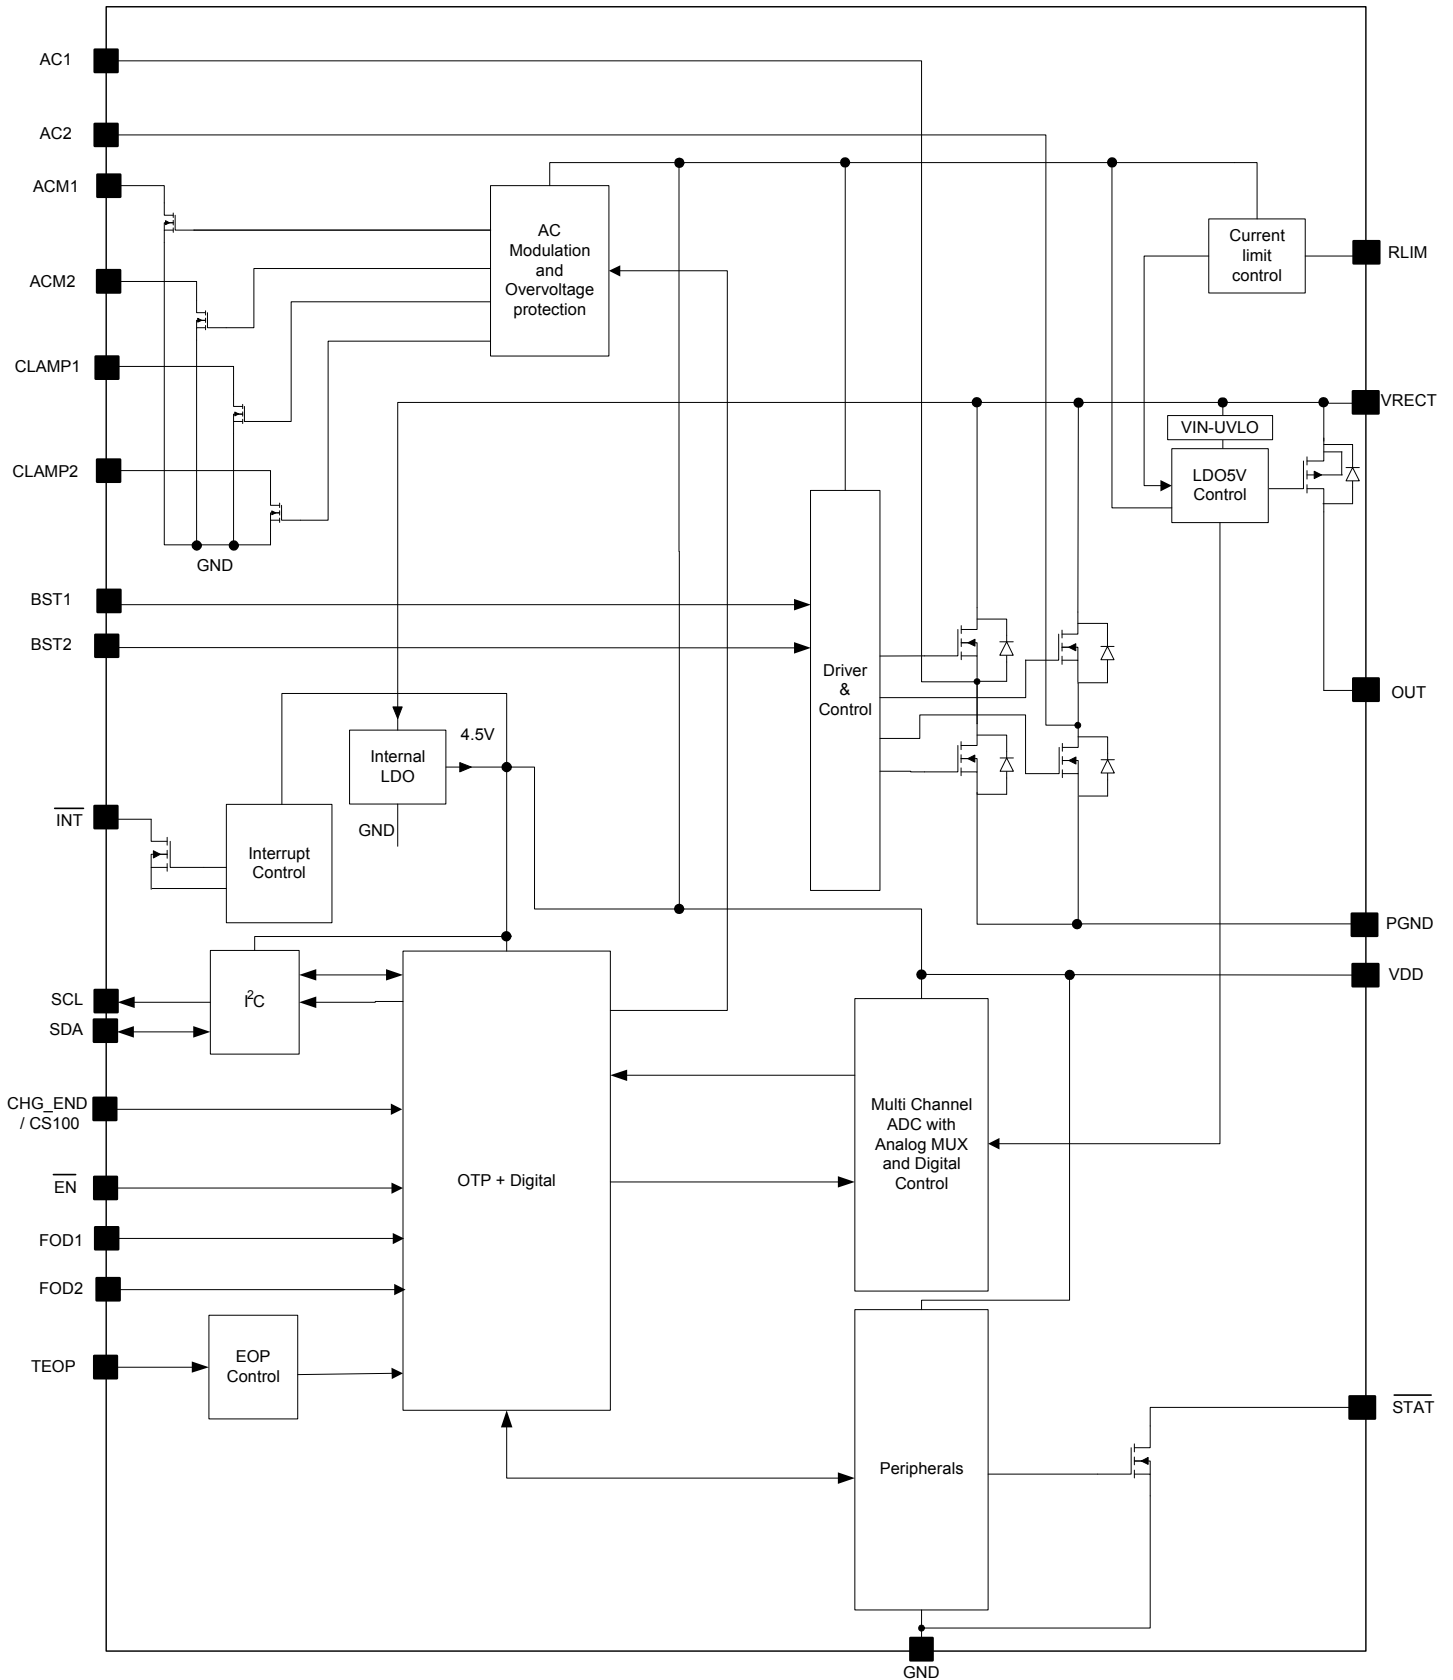 AC1
AC2
ACM1
ACM2
CLAMP1
CLAMP2
BST1
BST2
INT
SCL
SDA
CHG_END
/ CS100
EN
FOD1
FOD2
TEOP
AC
Modulation
and
Overvoltage
protection
GND
Driver
&
Control
Internal
LDO
4.5V
GND
Interrupt
Control
I²C
OTP + Digital
EOP
Control
Multi Channel
ADC with
Analog MUX
and Digital
Control
Peripherals
Current
limit
control
VIN-UVLO
LDO5V
Control
RLIM
VRECT
OUT
PGND
VDD
STAT
GND